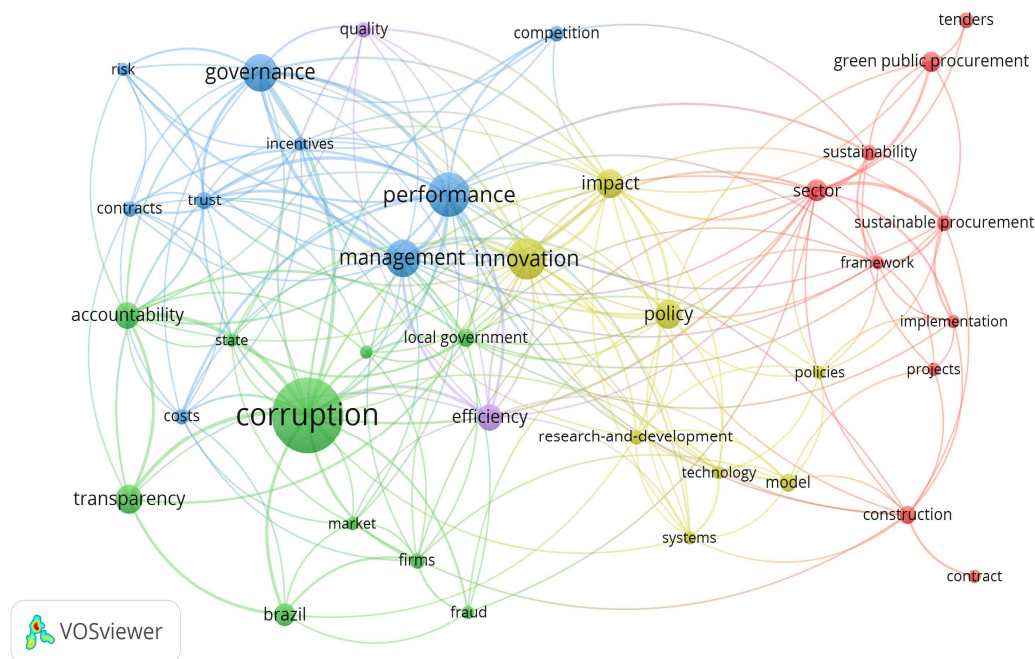 tenders
quality
competition
green public procurement
risk
governance
incentives
sustainability
impact
sector
performance
trust
contracts
sustainable procurement
management
innovation
framework
accountability
policy
implementation
local government
state
projects
policies
corruption
costs
efficiency
research-and-development
technology
model
transparency
construction
market
systems
firms
contract
brazil
fraud
VOSviewer